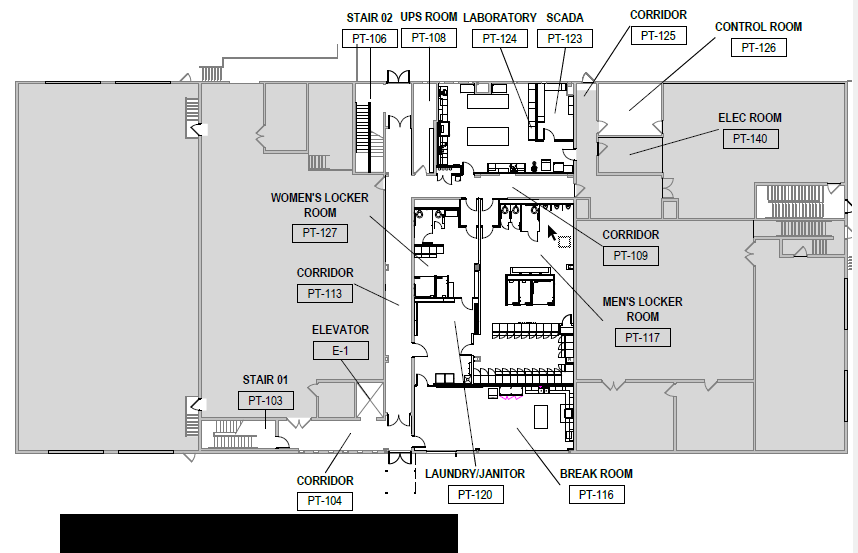 STAIR 02
PT-106
UPS ROOM
PT-108
LABORATORY
PT-124
SCADA
PT-123
CORRIDOR
PT-125
CONTROL ROOM
PT-126
ELEC ROOM
PT-140
WOMEN'S LOCKER
ROOM
PT-127
CORRIDOR
PT-109
CORRIDOR
PT-113
MEN'S LOCKER
ROOM
PT-117
ELEVATOR
E-1
STAIR 01
PT-103
CORRIDOR
PT-104
LAUNDRY/JANITOR
PT-120
BREAK ROOM
PT-116